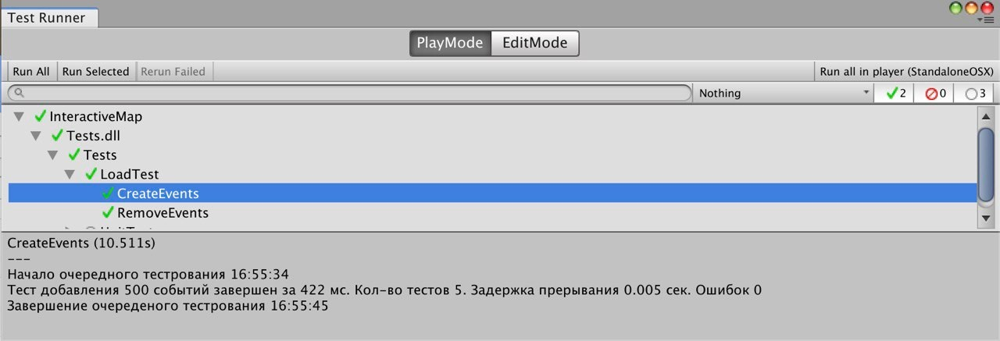 Test Runner
PlayMode EditMode
Run All Run Selected Rerun Failed Run all in player (StandaloneOSX)
Nothing 2 0 3
InteractiveMap
Tests.dll
Tests
LoadTest
CreateEvents
RemoveEvents
CreateEvents (10.511s)
---
Начало очередного тестрования 16:55:34
Тест добавления 500 событий завершен за 422 мс. Кол-во тестов 5. Задержка прерывания 0.005 сек. Ошибок 0
Завершение очереденого тестрования 16:55:45